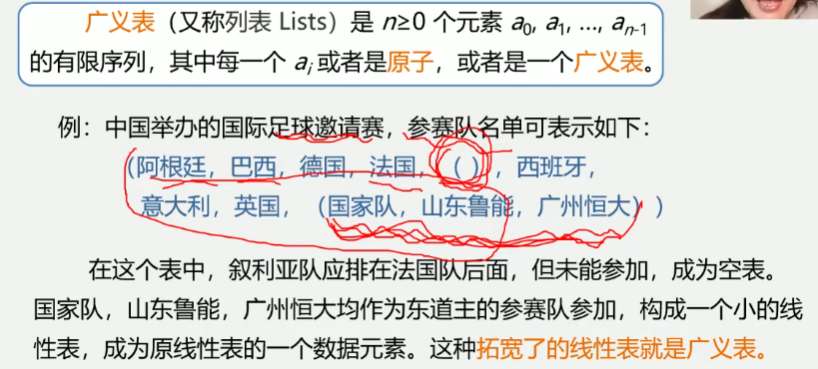 广义表（又称列表 Lists）是 n≥0 个元素 a0, a1, …, an-1
的有限序列，其中每一个 ai 或者是原子，或者是一个广义表。
例：中国举办的国际足球邀请赛，参赛队名单可表示如下：
（阿根廷，巴西，德国，法国，（ ），西班牙，
意大利，英国，（国家队，山东鲁能，广州恒大））
在这个表中，叙利亚队应排在法国队后面，但未能参加，成为空表。
国家队，山东鲁能，广州恒大均作为东道主的参赛队参加，构成一个小的线
性表，成为原线性表的一个数据元素。这种拓宽了的线性表就是广义表。